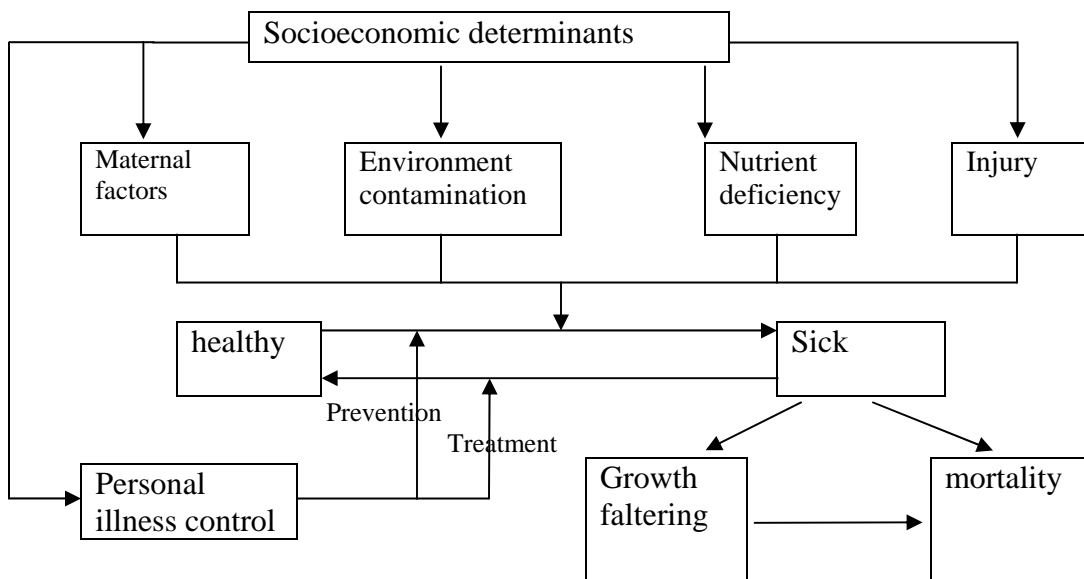 Socioeconomic determinants
Maternal
factors
Environment
contamination
Nutrient
deficiency
Injury
healthy
Sick
Prevention
Treatment
Personal
illness control
Growth
faltering
mortality